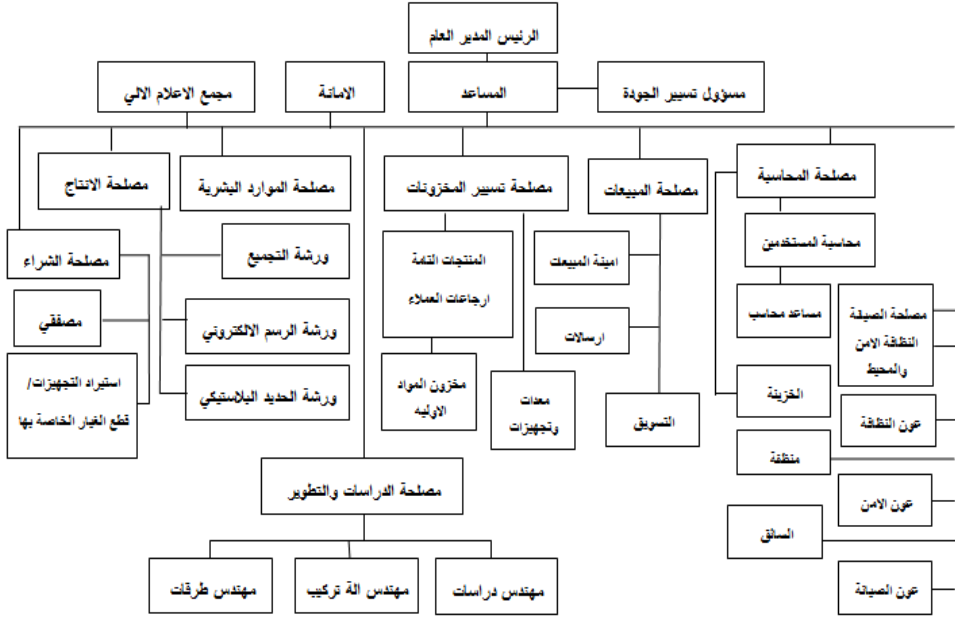 الرئيس المدير العام
مجمع الاعلام الالي
الامانة
المساعد
مسؤول تسيير الجودة
مصلحة الانتاج
مصلحة الموارد البشرية
مصلحة تسيير المخزونات
مصلحة المبيعات
مصلحة المحاسبة
مصلحة الشراء
ورشة التجميع
المنتجات التامة
ارجاعات العملاء
امينة المبيعات
محاسبة المستخدمين
مصفقي
ورشة الرسم الالكتروني
ارسالات
مساعد محاسب
مصلحة الصيانة
النظافة الامن
والمحيط
استيراد التجهيزات/
قطع الغيار الخاصة بها
ورشة الحديد البلاستيكي
مخزون المواد
الاوليه
معدات
وتجهيزات
التسويق
الخزينة
عون النظافة
منظفة
مصلحة الدراسات والتطوير
عون الامن
السائق
مهتدس طرقات
مهتدس الة تركيب
مهتدس دراسات
عون الصيانة